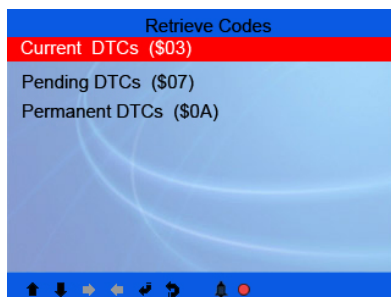 Retrieve Codes
Current DTCs ($03)
Pending DTCs ($07)
Permanent DTCs ($0A)